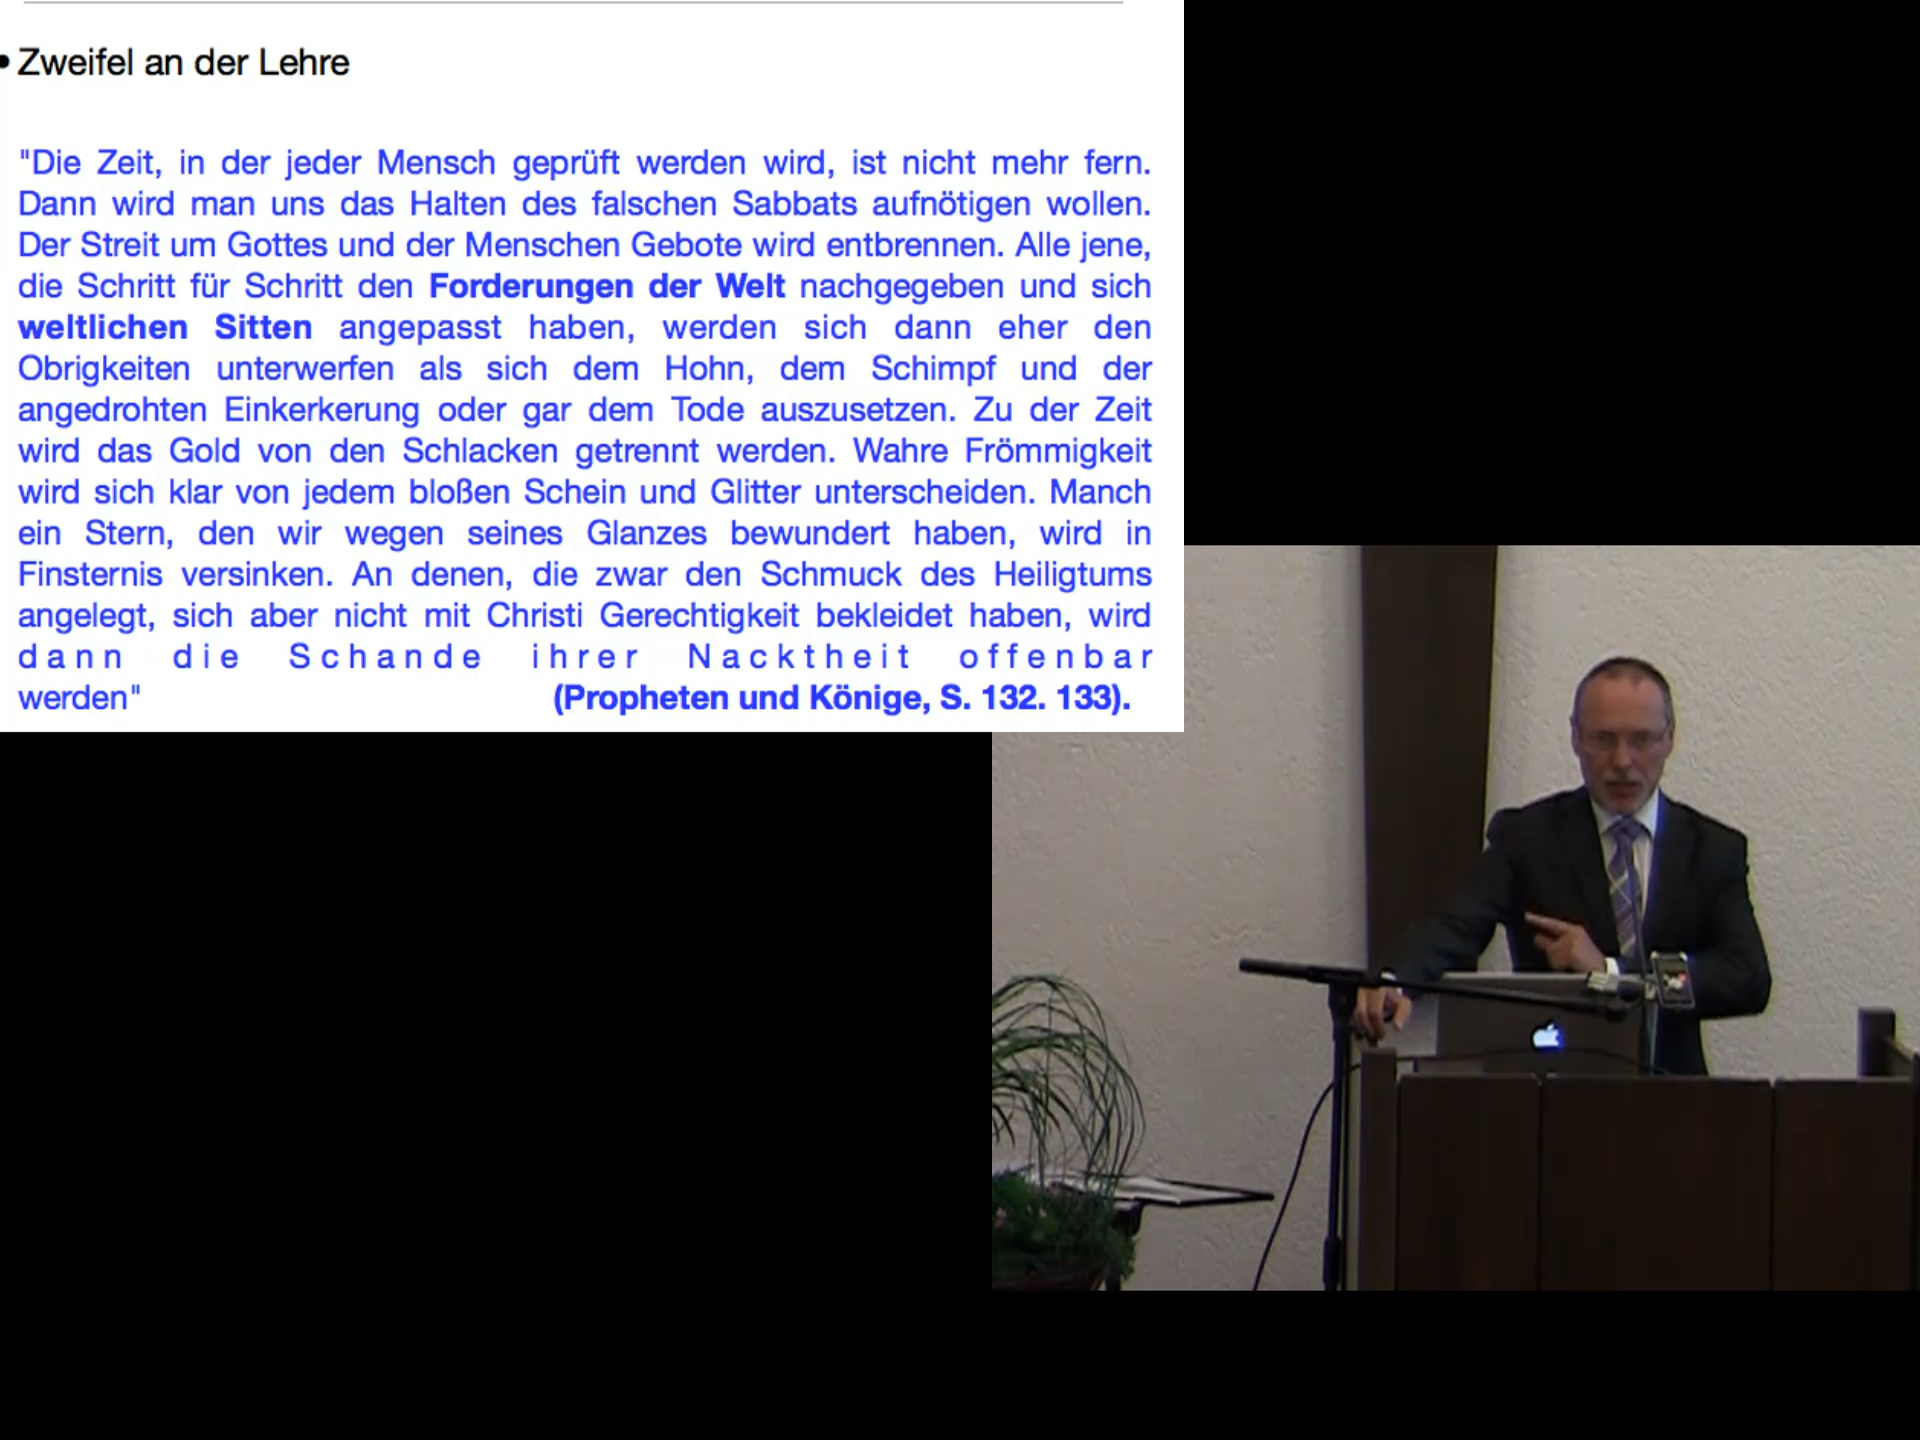 • Zweifel an der Lehre
"Die Zeit, in der jeder Mensch geprüft werden wird, ist nicht mehr fern.
Dann wird man uns das Halten des falschen Sabbats aufnötigen wollen.
Der Streit um Gottes und der Menschen Gebote wird entbrennen. Alle jene,
die Schritt für Schritt den Forderungen der Welt nachgegeben und sich
weltlichen Sitten angepasst haben, werden sich dann eher den
Obrigkeiten unterwerfen als sich dem Hohn, dem Schimpf und der
angedrohten Einkerkerung oder gar dem Tode auszusetzen. Zu der Zeit
wird das Gold von den Schlacken getrennt werden. Wahre Frömmigkeit
wird sich klar von jedem bloßen Schein und Glitter unterscheiden. Manch
ein Stern, den wir wegen seines Glanzes bewundert haben, wird in
Finsternis versinken. An denen, die zwar den Schmuck des Heiligtums
angelegt, sich aber nicht mit Christi Gerechtigkeit bekleidet haben, wird
dann die Schande ihrer Nacktheit offenbar
werden" (Propheten und Könige, S. 132. 133).